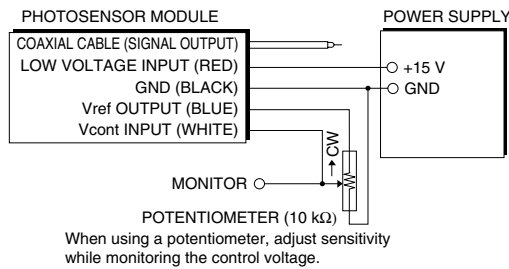 PHOTOSENSOR MODULE
POWER SUPPLY
COAXIAL CABLE (SIGNAL OUTPUT)
LOW VOLTAGE INPUT (RED)
+15 V
GND (BLACK)
GND
Vref OUTPUT (BLUE)
Vcont INPUT (WHITE)
CW
MONITOR
POTENTIOMETER (10 kΩ)
When using a potentiometer, adjust sensitivity
while monitoring the control voltage.